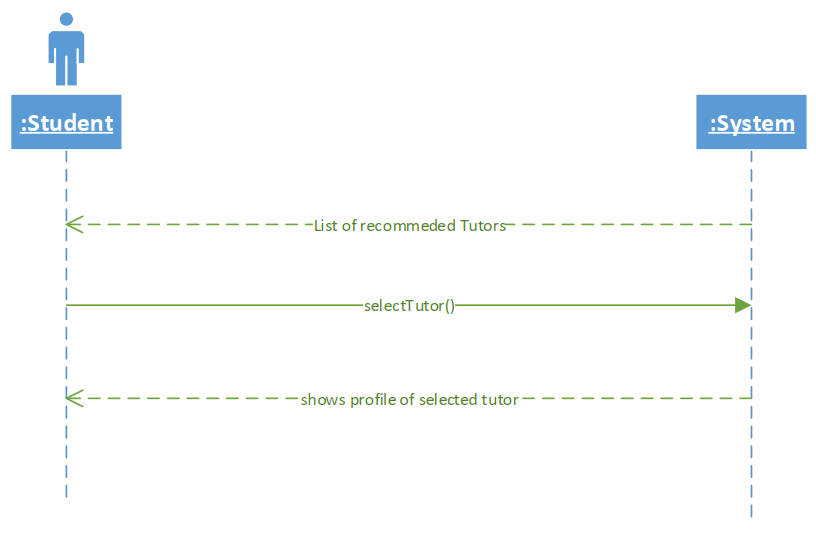 :Student
:System
List of recommeded Tutors
selectTutor()
shows profile of selected tutor